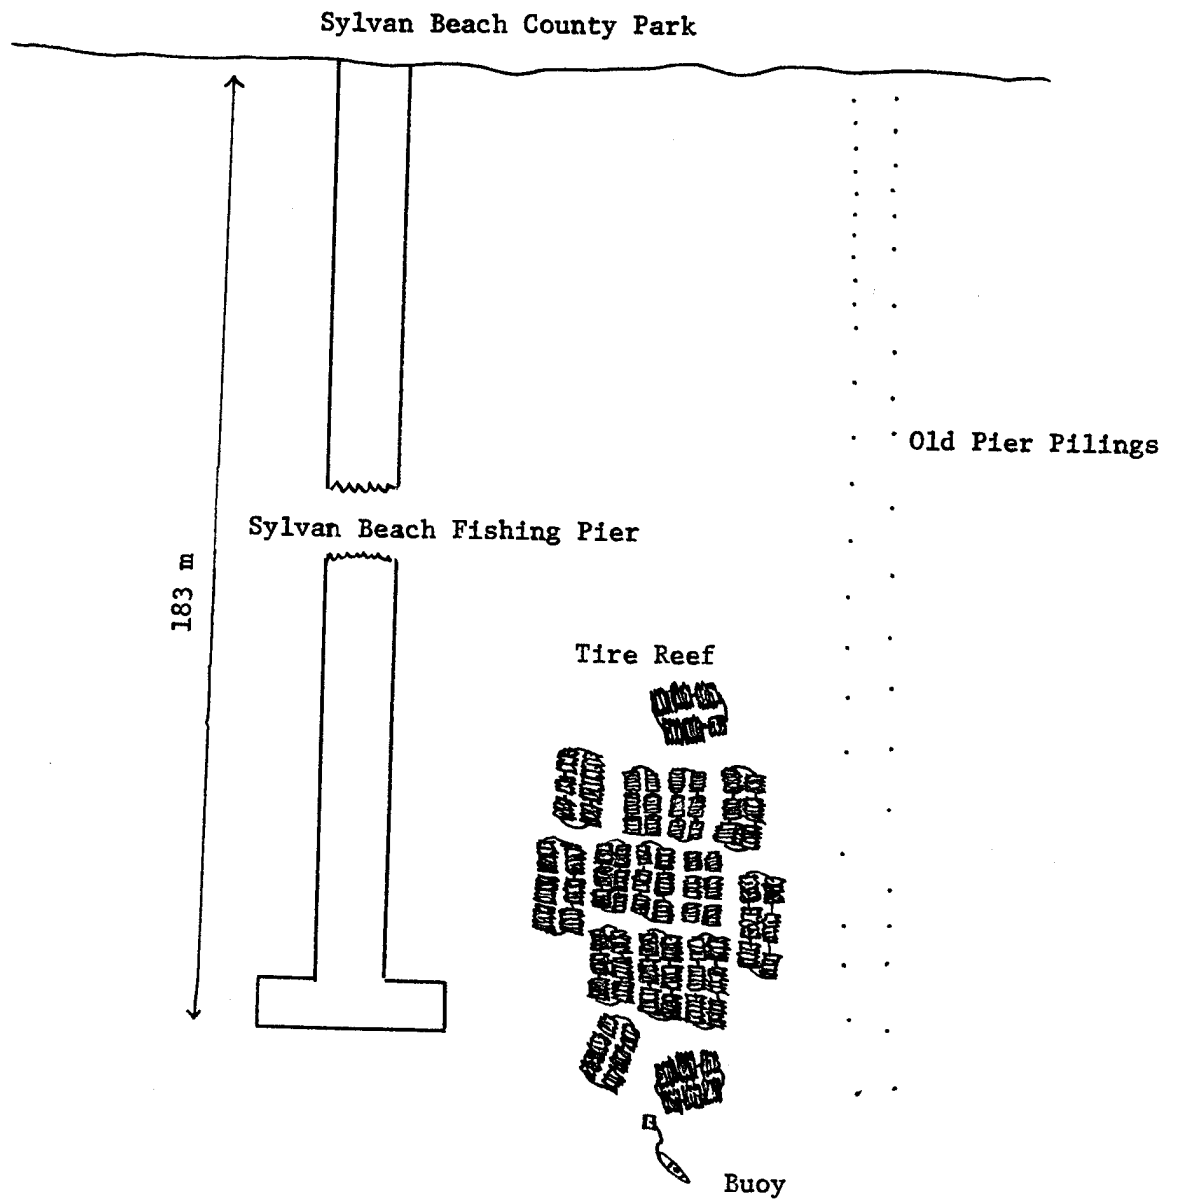 Sylvan Beach County Park
Old Pier Pilings
Sylvan Beach Fishing Pier
183 m
Tire Reef
Buoy